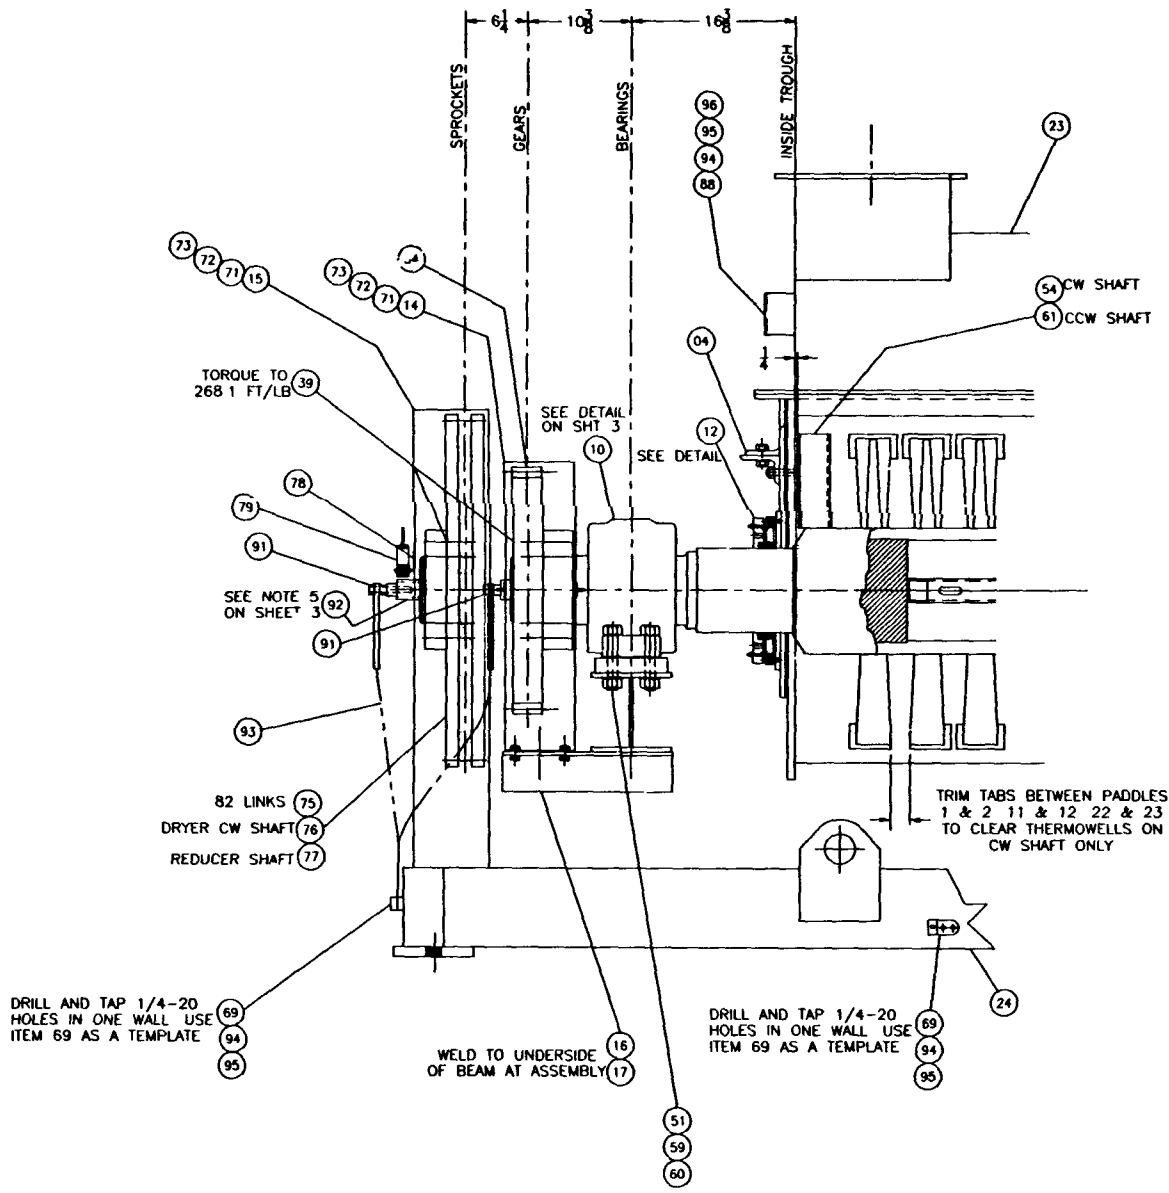 6 1/4
10 3/8
16 3/8
SPROCKETS
GEARS
BEARINGS
INSIDE TROUGH
96
95
94
88
23
73
72
71
15
73
72
71
14
54 CW SHAFT
61 CCW SHAFT
04
1/4
TORQUE TO
268 1 FT/LB
39
SEE DETAIL
ON SHT 3
10
SEE DETAIL
12
78
79
91
SEE NOTE 5
ON SHEET 3
92
91
93
82 LINKS 75
DRYER CW SHAFT 76
REDUCER SHAFT 77
TRIM TABS BETWEEN PADDLES
1 & 2 11 & 12 22 & 23
TO CLEAR THERMOWELLS ON
CW SHAFT ONLY
24
DRILL AND TAP 1/4-20
HOLES IN ONE WALL USE
ITEM 69 AS A TEMPLATE
69
94
95
WELD TO UNDERSIDE
OF BEAM AT ASSEMBLY
16
17
DRILL AND TAP 1/4-20
HOLES IN ONE WALL USE
ITEM 69 AS A TEMPLATE
69
94
95
51
59
60